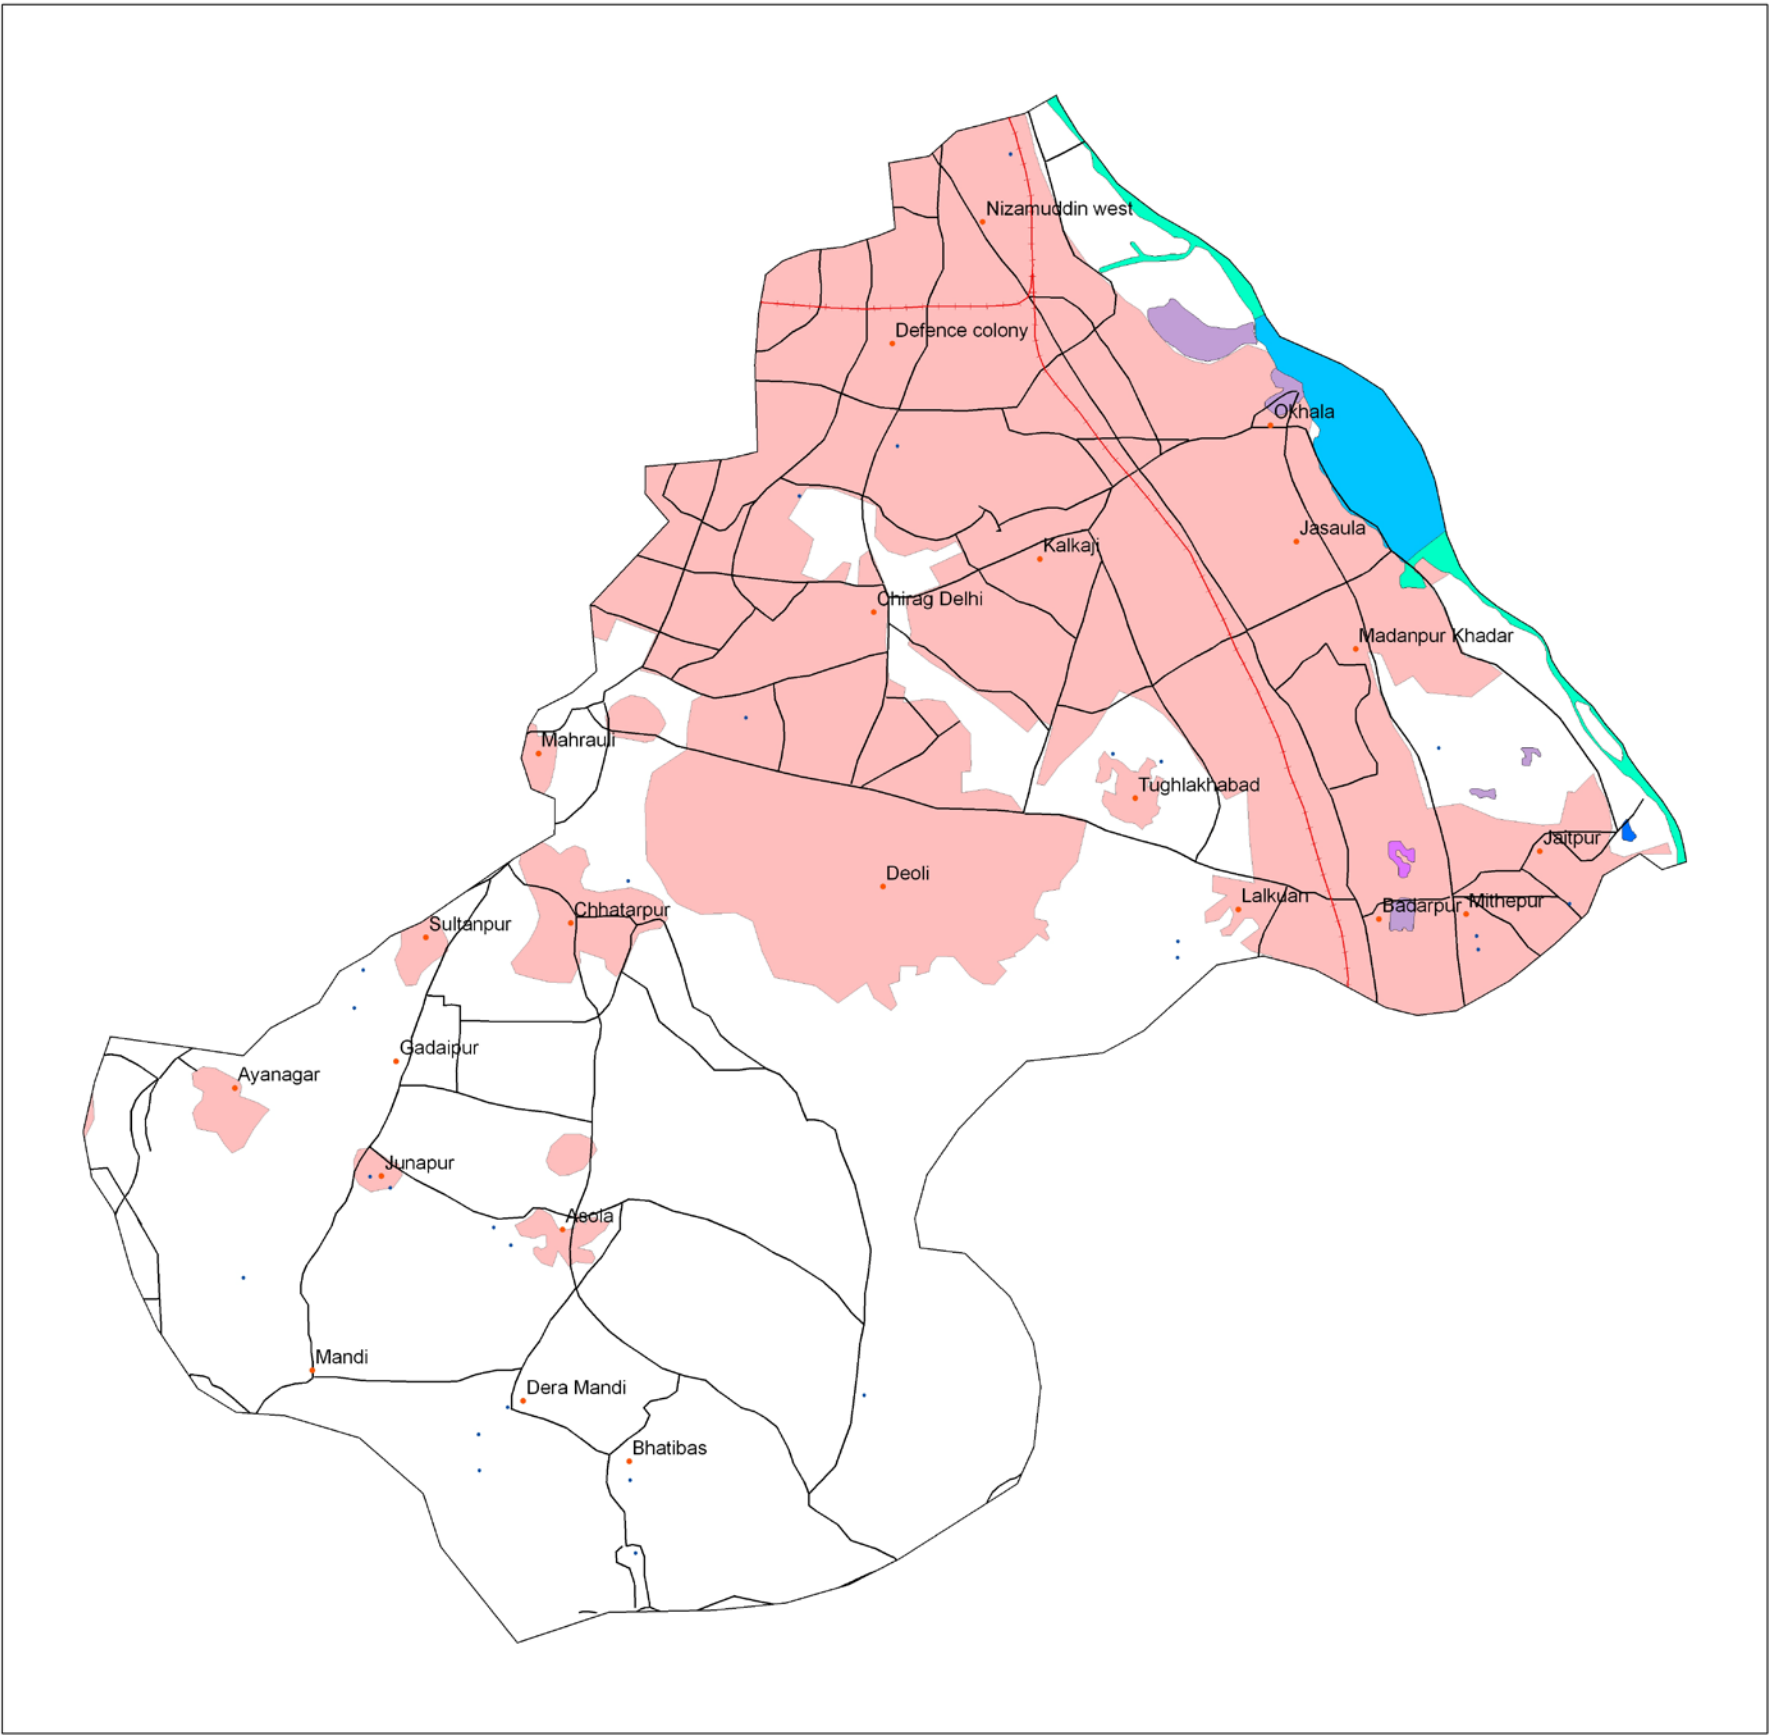 Nizamuddin west
Defence colony
Okhala
Jasaula
Kalkaji
Chirag Delhi
Madanpur Khadar
Mahrauli
Tughlakhabad
Jaitpur
Deoli
Lalkuan
Mithepur
Badarpur
Chhatarpur
Sultanpur
Gadaipur
Ayanagar
Junapur
Asola
Mandi
Dera Mandi
Bhatibas